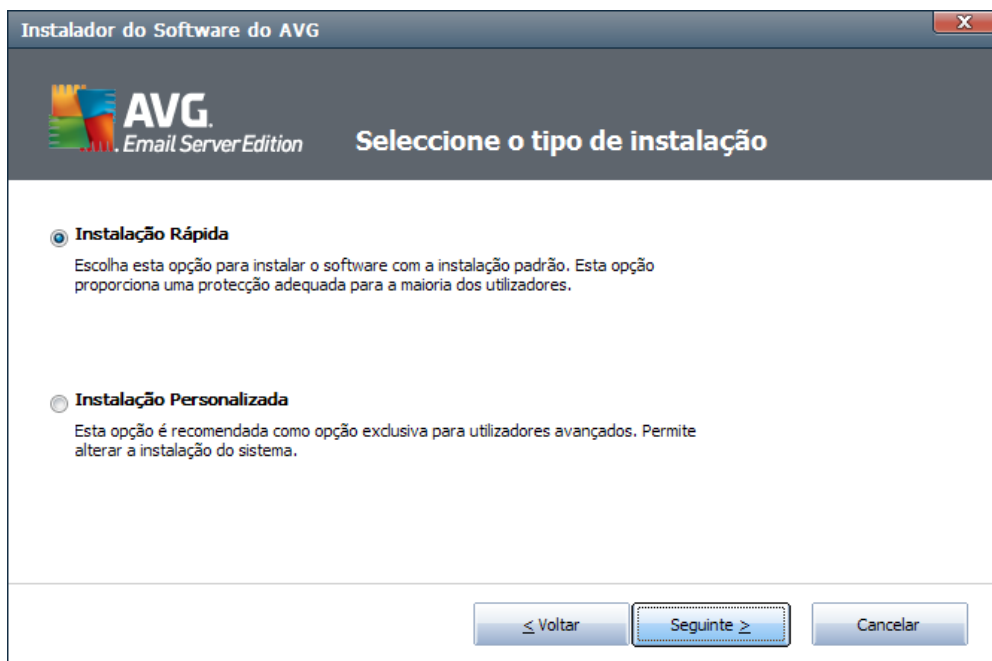 Instalador do Software do AVG
X
AVG.
Email Server Edition
Seleccione o tipo de instalação
Instalação Rápida
Escolha esta opção para instalar o software com a instalação padrão. Esta opção
proporciona uma protecção adequada para a maioria dos utilizadores.
Instalação Personalizada
Esta opção é recomendada como opção exclusiva para utilizadores avançados. Permite
alterar a instalação do sistema.
< Voltar
Seguinte >
Cancelar